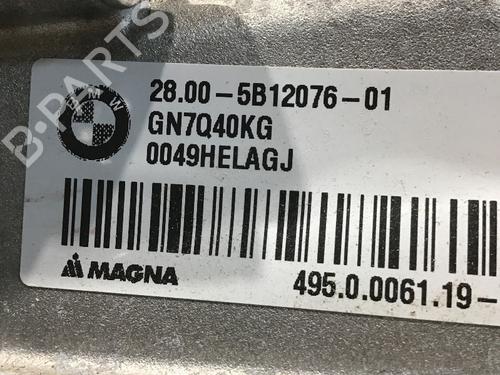 BMW
28.00-5B12076-01
GN7Q40KG
0049HELAGJ
MAGNA
495.0.0061.19-
B-PARTS